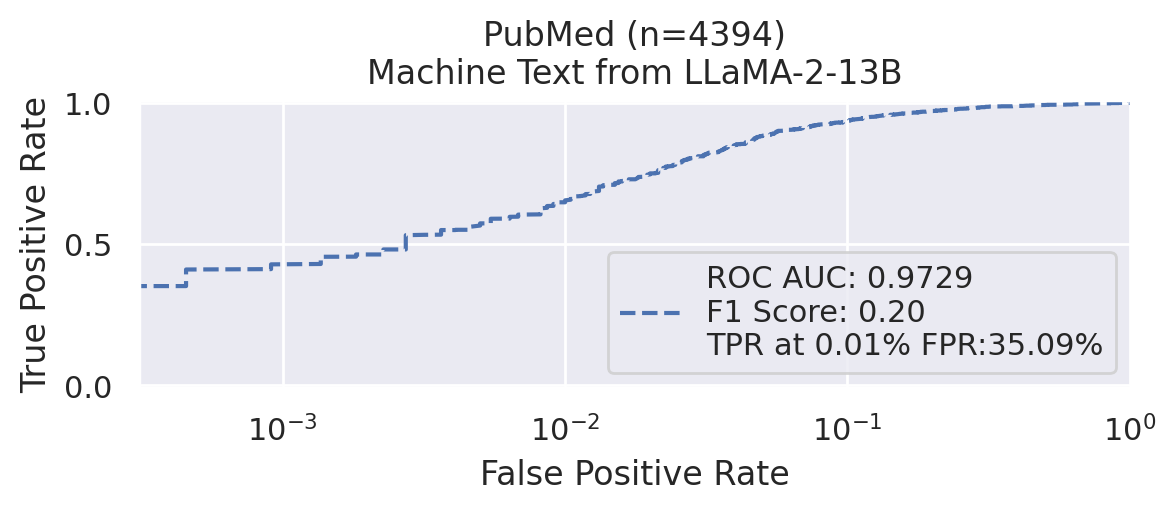 PubMed (n=4394)
Machine Text from LLaMA-2-13B
True Positive Rate
1.0
0.5
0.0
ROC AUC: 0.9729
F1 Score: 0.20
TPR at 0.01% FPR:35.09%
10⁻³
10⁻²
10⁻¹
10⁰
False Positive Rate